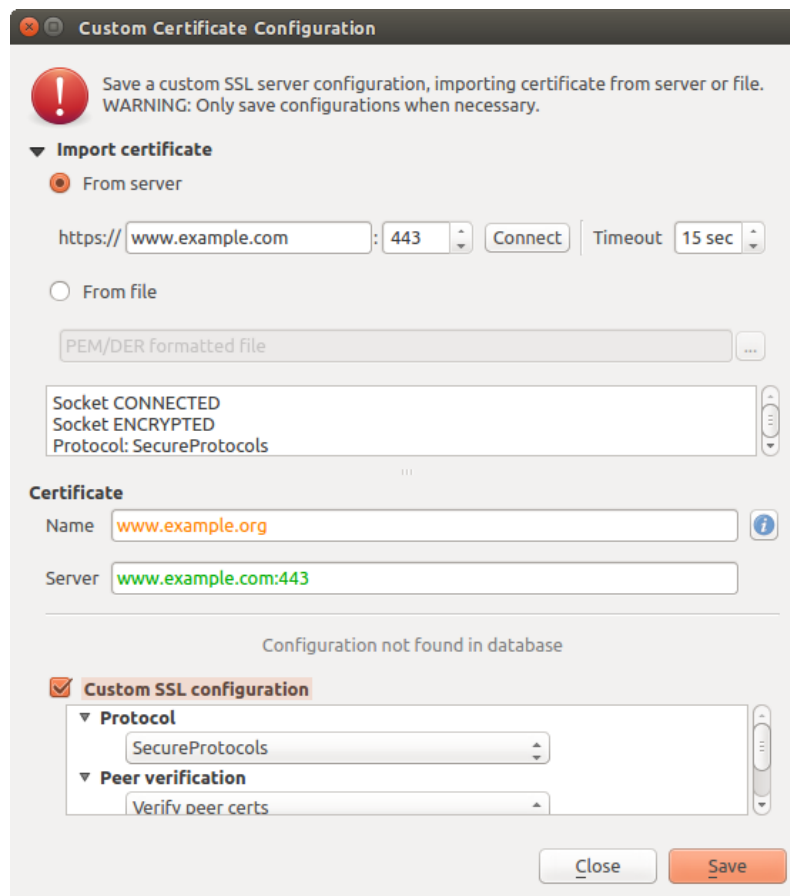 Custom Certificate Configuration
Save a custom SSL server configuration, importing certificate from server or file.
WARNING: Only save configurations when necessary.
Import certificate
From server
https:// www.example.com : 443 Connect Timeout 15 sec
From file
PEM/DER formatted file ...
Socket CONNECTED
Socket ENCRYPTED
Protocol: SecureProtocols
Certificate
Name www.example.org
Server www.example.com:443
Configuration not found in database
Custom SSL configuration
Protocol
SecureProtocols
Peer verification
Verify peer certs
Close Save